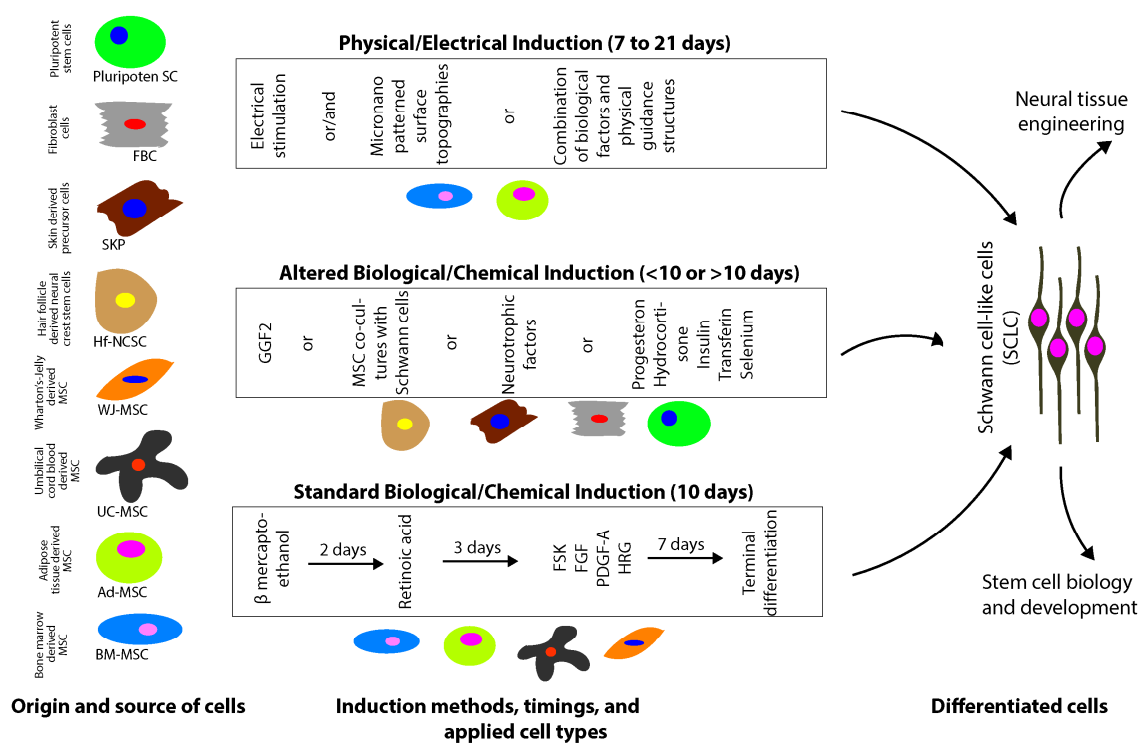 Pluripotent
stem cells
Pluripoten SC
Fibroblast
cells
FBC
Skin derived
precursor cells
SKP
Hair follicle
derived neural
crest stem cells
Hf-NCSC
Wharton's-Jelly
derived
MSC
WJ-MSC
Umbilical
cord blood
derived
MSC
UC-MSC
Adipose
tissue derived
MSC
Ad-MSC
Bone marrow
derived
MSC
BM-MSC
Origin and source of cells
Physical/Electrical Induction (7 to 21 days)
Electrical
stimulation
or/and
Micronano
patterned
surface
topographies
or
Combination
of biological
factors and
physical
guidance
structures
Altered Biological/Chemical Induction (<10 or >10 days)
GGF2
or
MSC co-cul-
tures with
Schwann cells
or
Neurotrophic
factors
or
Progesteron
Hydrocorti-
sone
Insulin
Transferin
Selenium
Standard Biological/Chemical Induction (10 days)
β mercapto-
ethanol
2 days
Retinoic acid
3 days
FSK
FGF
PDGF-A
HRG
7 days
Terminal
differentiation
Induction methods, timings, and
applied cell types
Neural tissue
engineering
Schwann cell-like cells
(SCLC)
Stem cell biology
and development
Differentiated cells